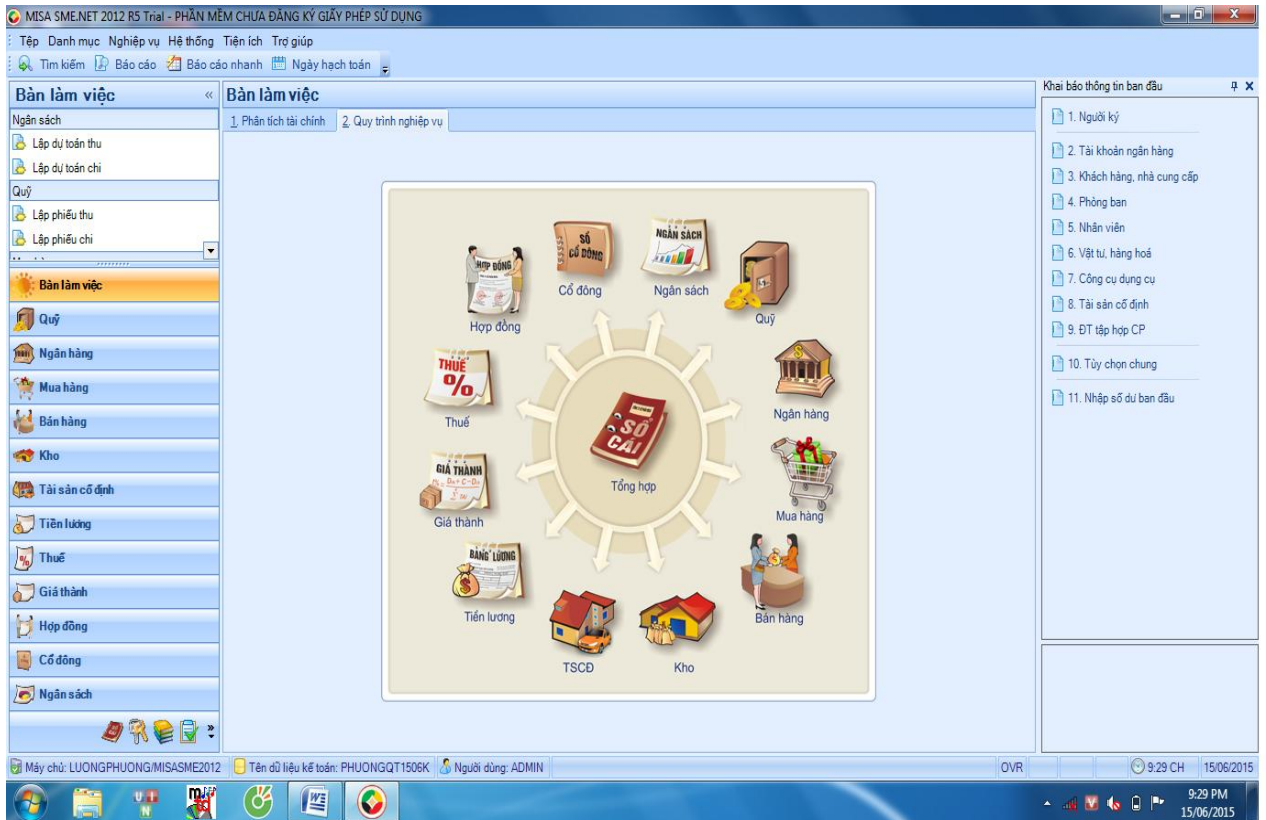 MISA SME.NET 2012 R5 Trial - PHẦN MỀM CHƯA ĐĂNG KÝ GIẤY PHÉP SỬ DỤNG
Tệp Danh mục Nghiệp vụ Hệ thống Tiện ích Trợ giúp
Tìm kiếm Báo cáo Báo cáo nhanh Ngày hạch toán
Bàn làm việc «
Ngân sách
Lập dự toán thu
Lập dự toán chi
Quỹ
Lập phiếu thu
Lập phiếu chi
Bàn làm việc
Quỹ
Ngân hàng
Mua hàng
Bán hàng
Kho
Tài sản cố định
Tiền lương
Thuế
Giá thành
Hợp đồng
Cổ đông
Ngân sách
Bàn làm việc
1. Phân tích tài chính 2. Quy trình nghiệp vụ
HỢP ĐỒNG
Hợp đồng
SỔ CỔ ĐÔNG
Cổ đông
NGÂN SÁCH
Ngân sách
Quỹ
Ngân hàng
Mua hàng
Bán hàng
Kho
TSCĐ
BẢNG LƯƠNG
Tiền lương
GIÁ THÀNH
Giá thành
THUẾ
%
Thuế
SỔ CÁI
Tổng hợp
Khai báo thông tin ban đầu
1. Người ký
2. Tài khoản ngân hàng
3. Khách hàng, nhà cung cấp
4. Phòng ban
5. Nhân viên
6. Vật tư, hàng hoá
7. Công cụ dụng cụ
8. Tài sản cố định
9. ĐT tập hợp CP
10. Tùy chọn chung
11. Nhập số dư ban đầu
Máy chủ: LUONGPHUONG/MISASME2012 Tên dữ liệu kế toán: PHUONGQT1506K Người dùng: ADMIN OVR 9:29 CH 15/06/2015
9:29 PM
15/06/2015